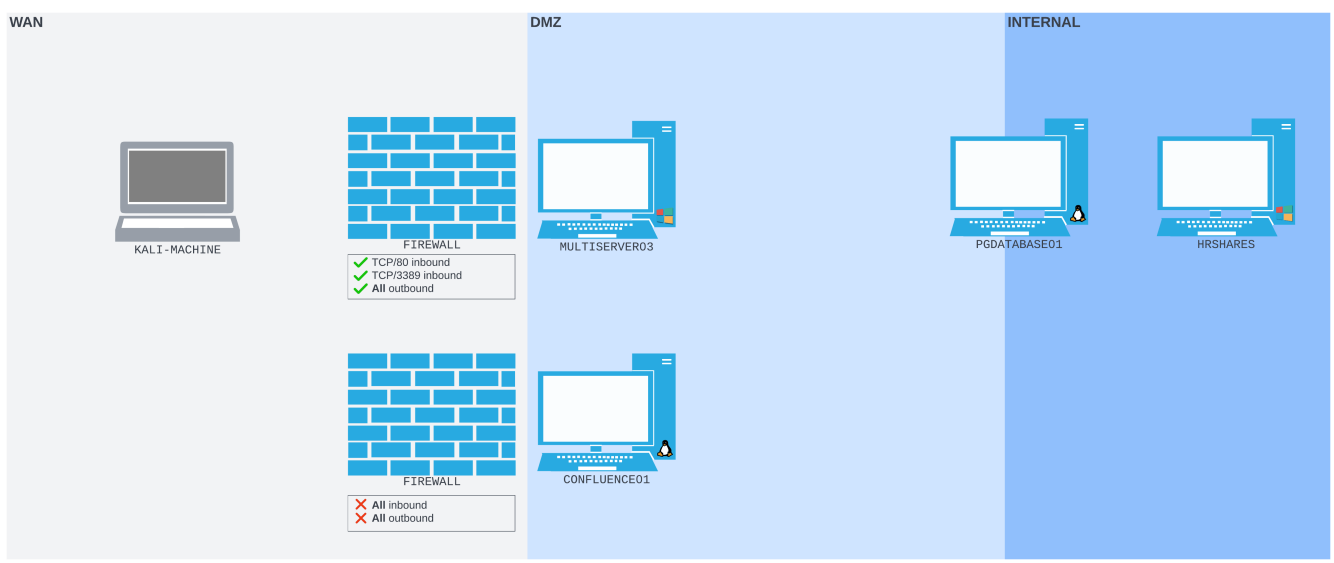 WAN
DMZ
INTERNAL
KALI-MACHINE
FIREWALL
TCP/80 inbound
TCP/3389 inbound
All outbound
MULTISERVER03
PGDATABASE01
HRSHARES
FIREWALL
All inbound
All outbound
CONFLUENCE01